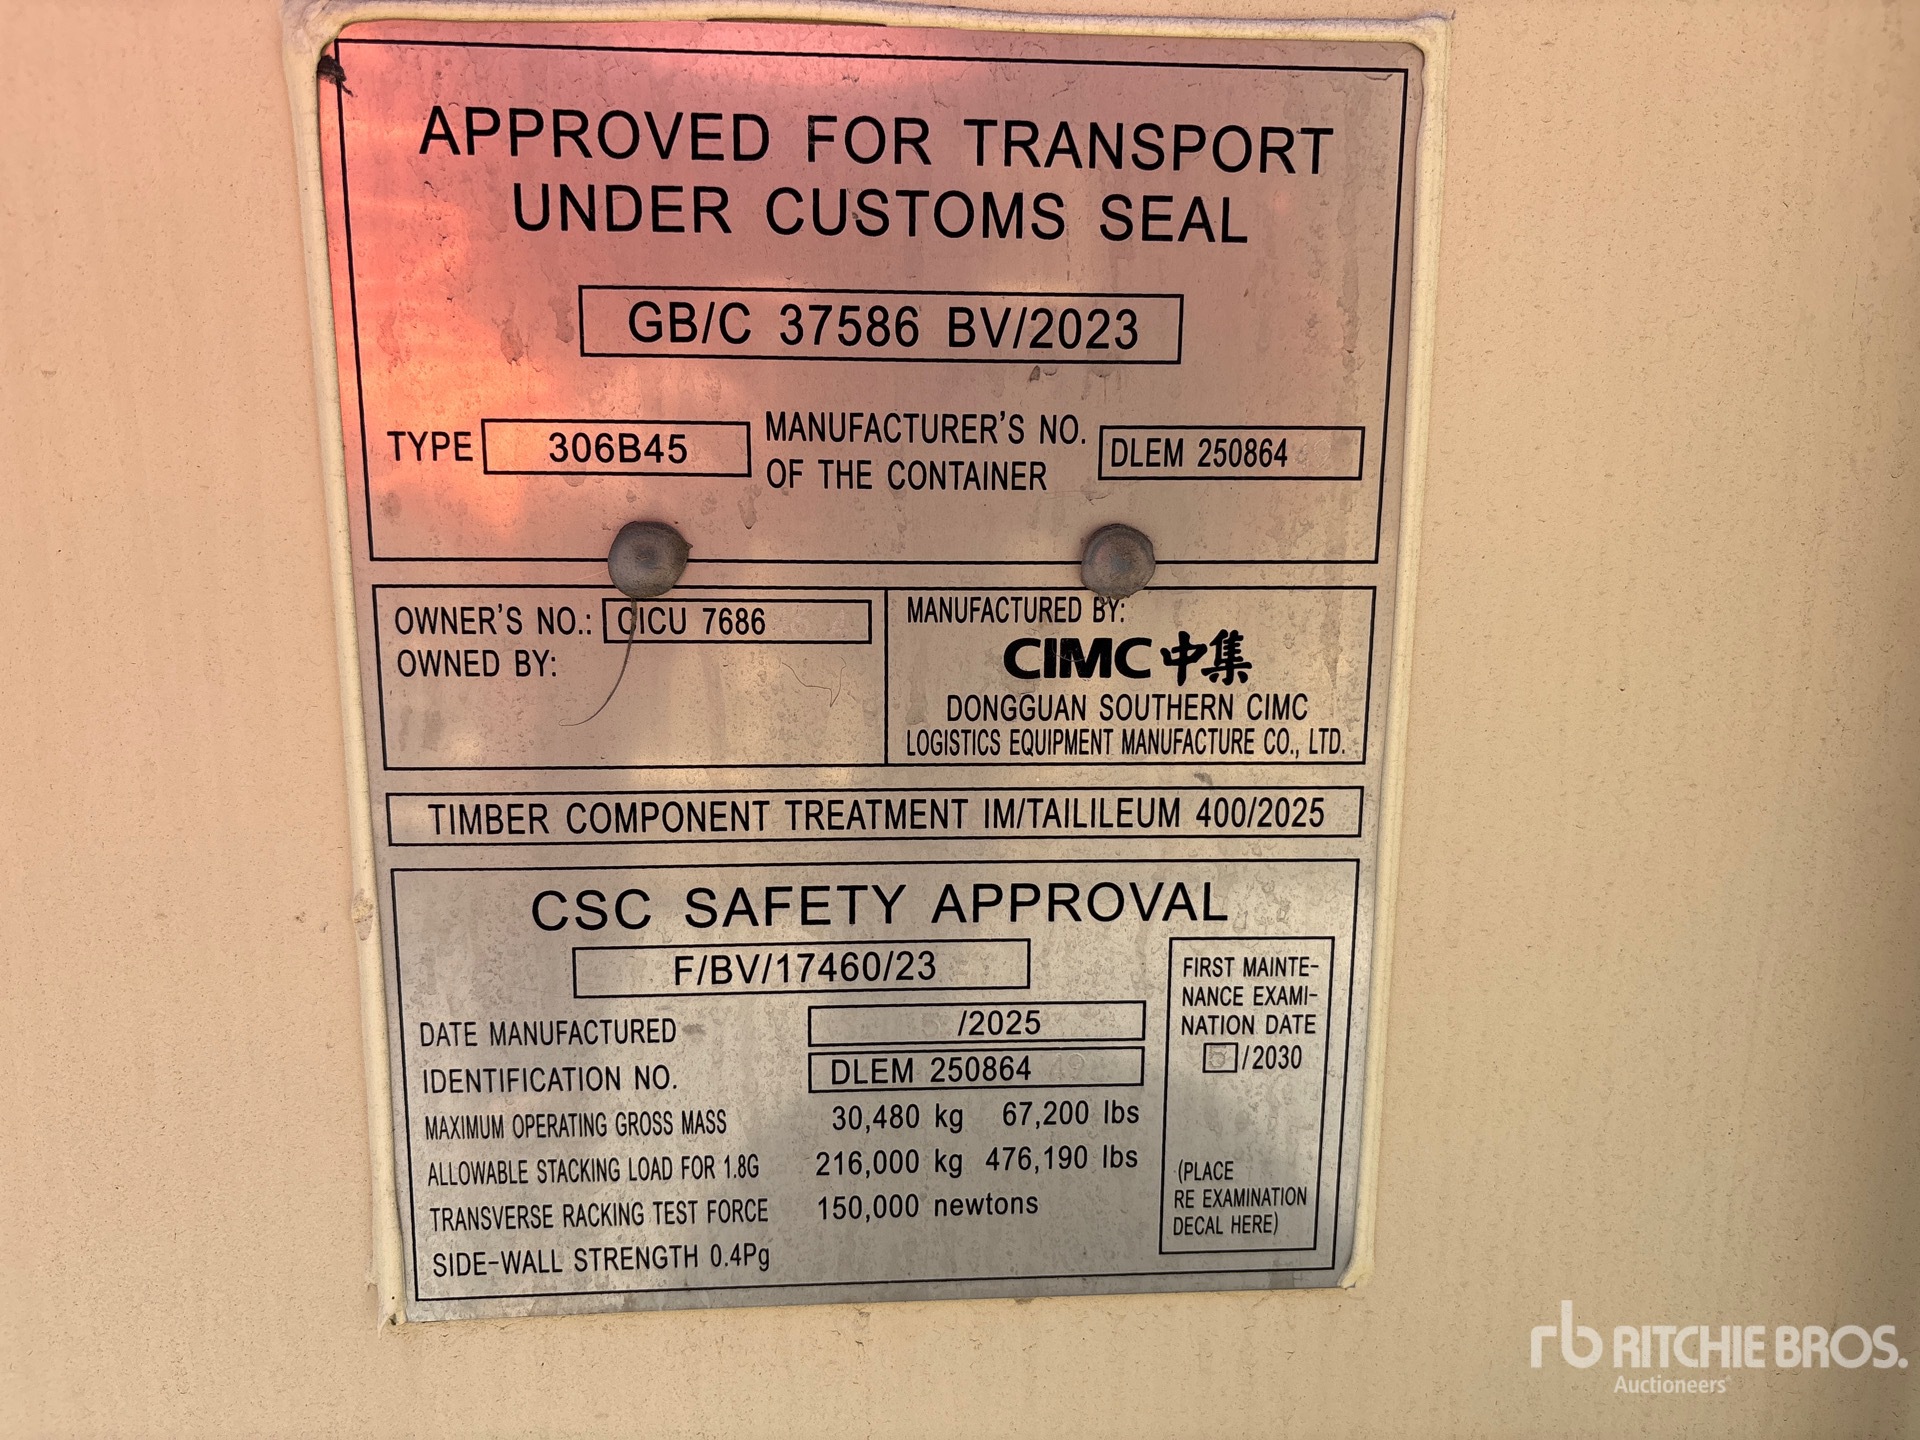 APPROVED FOR TRANSPORT
UNDER CUSTOMS SEAL
GB/C 37586 BV/2023
TYPE 306B45 MANUFACTURER'S NO. OF THE CONTAINER DLEM 250864
OWNER'S NO.: CICU 7686
OWNED BY:
MANUFACTURED BY:
CIMC中集
DONGGUAN SOUTHERN CIMC
LOGISTICS EQUIPMENT MANUFACTURE CO., LTD.
TIMBER COMPONENT TREATMENT IM/TAILILEUM 400/2025
CSC SAFETY APPROVAL
F/BV/17460/23
DATE MANUFACTURED /2025
IDENTIFICATION NO. DLEM 250864
MAXIMUM OPERATING GROSS MASS 30,480 kg 67,200 lbs
ALLOWABLE STACKING LOAD FOR 1.8G 216,000 kg 476,190 lbs
TRANSVERSE RACKING TEST FORCE 150,000 newtons
SIDE-WALL STRENGTH 0.4Pg
FIRST MAINTE-
NANCE EXAMI-
NATION DATE
/2030
(PLACE
RE EXAMINATION
DECAL HERE)
rb RITCHIE BROS.
Auctioneers